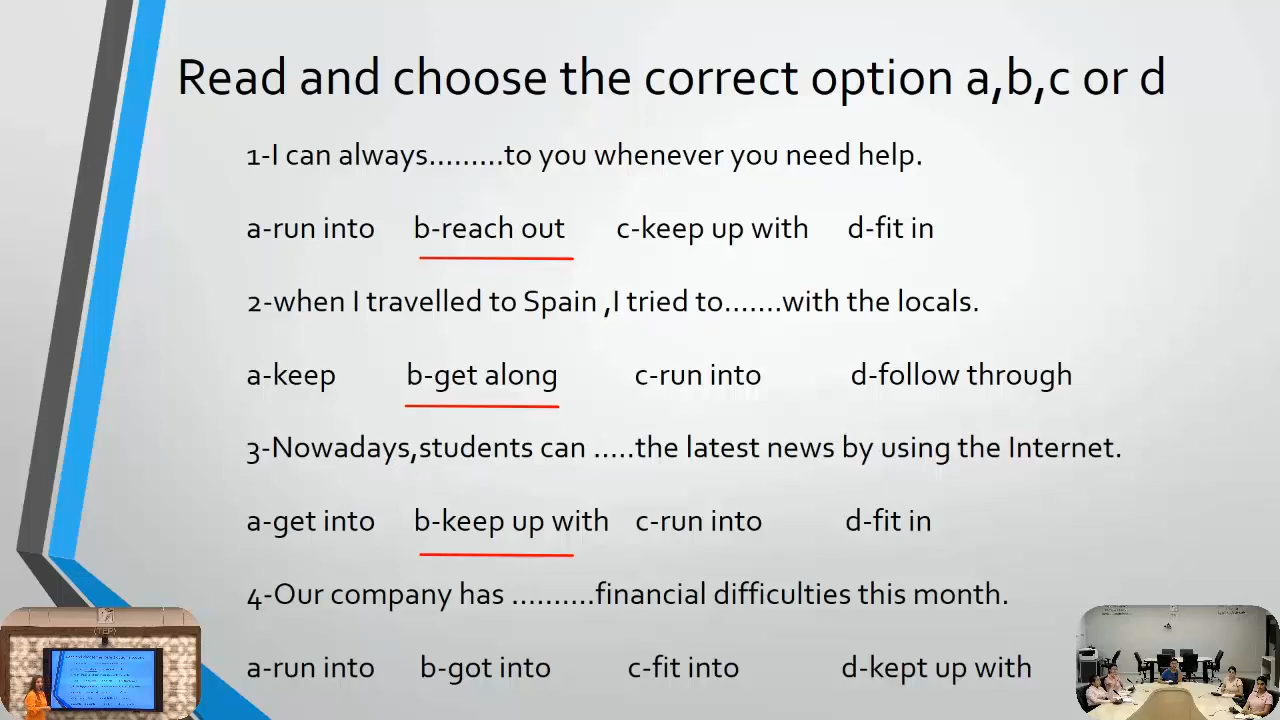 Read and choose the correct option a,b,c or d
1-I can always.........to you whenever you need help.
a-run into b-reach out c-keep up with d-fit in
2-when I travelled to Spain ,I tried to.......with the locals.
a-keep b-get along c-run into d-follow through
3-Nowadays,students can .....the latest news by using the Internet.
a-get into b-keep up with c-run into d-fit in
4-Our company has ..........financial difficulties this month.
a-run into b-got into c-fit into d-kept up with
(TEP)